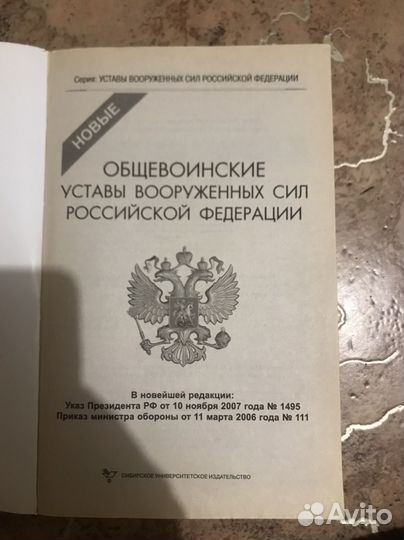 Серия: УСТАВЫ ВООРУЖЕННЫХ СИЛ РОССИЙСКОЙ ФЕДЕРАЦИИ
НОВЫЕ
ОБЩЕВОИНСКИЕ
УСТАВЫ ВООРУЖЕННЫХ СИЛ
РОССИЙСКОЙ ФЕДЕРАЦИИ
В новейшей редакции:
Указ Президента РФ от 10 ноября 2007 года № 1495
Приказ министра обороны от 11 марта 2006 года № 111
СИБИРСКОЕ УНИВЕРСИТЕТСКОЕ ИЗДАТЕЛЬСТВО
Avito